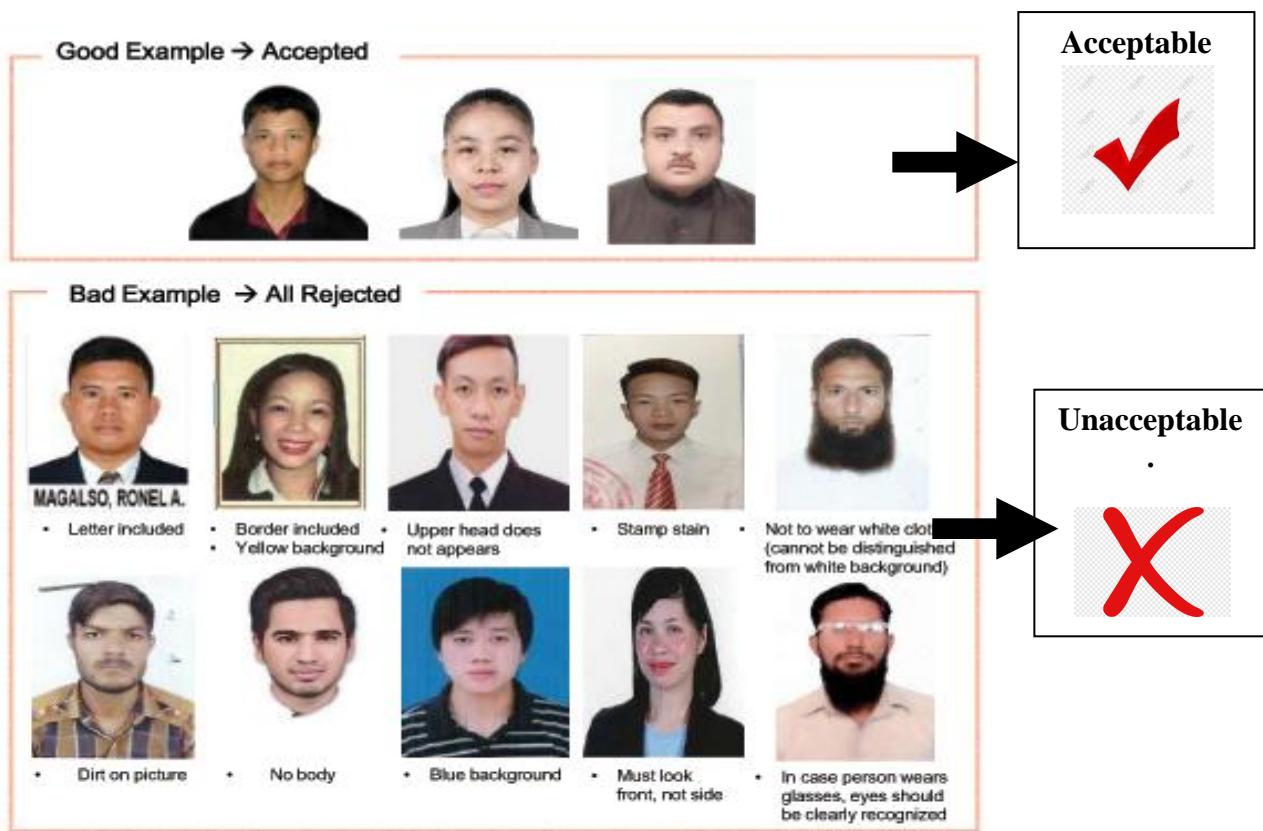 Good Example → Accepted
Acceptable
Bad Example → All Rejected
Unacceptable
.
MAGALSO, RONEL A.
• Letter included
• Border included
• Yellow background
• Upper head does
not appears
• Stamp stain
• Not to wear white clot
(cannot be distinguished
from white background)
• Dirt on picture
• No body
• Blue background
• Must look
front, not side
• In case person wears
glasses, eyes should
be clearly recognized